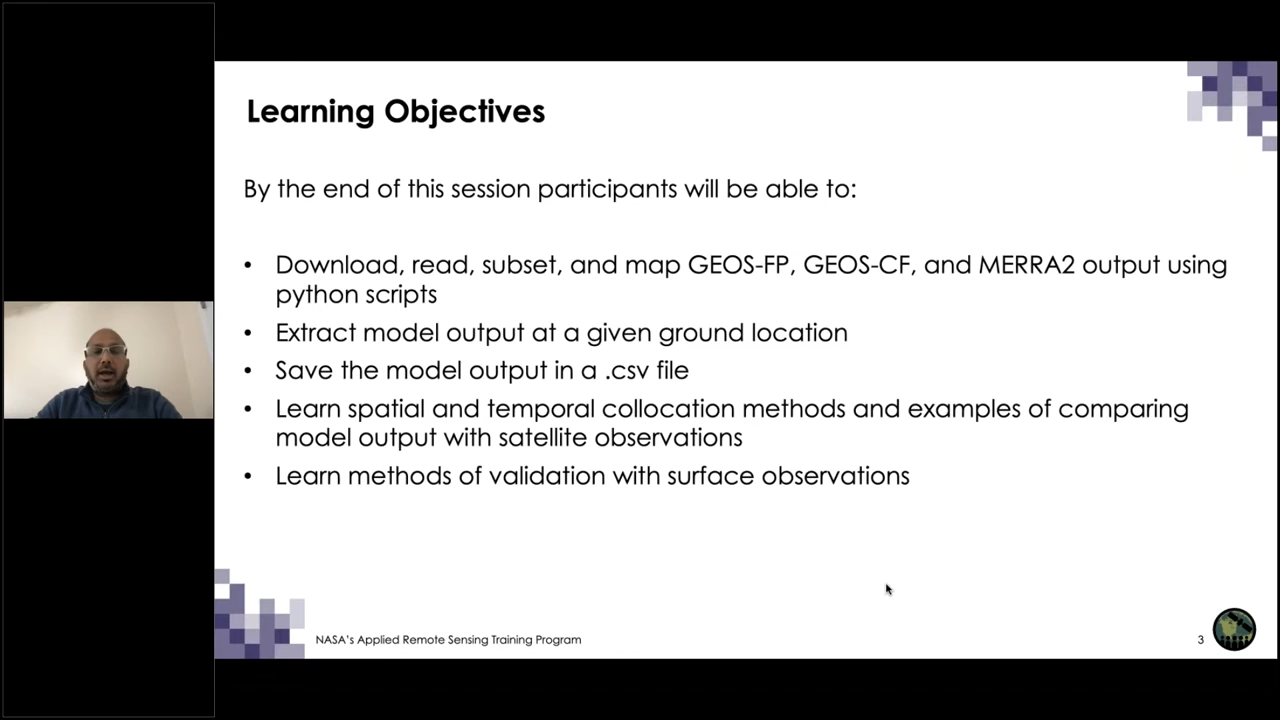 Learning Objectives
By the end of this session participants will be able to:
• Download, read, subset, and map GEOS-FP, GEOS-CF, and MERRA2 output using
python scripts
• Extract model output at a given ground location
• Save the model output in a .csv file
• Learn spatial and temporal collocation methods and examples of comparing
model output with satellite observations
• Learn methods of validation with surface observations
NASA's Applied Remote Sensing Training Program
3